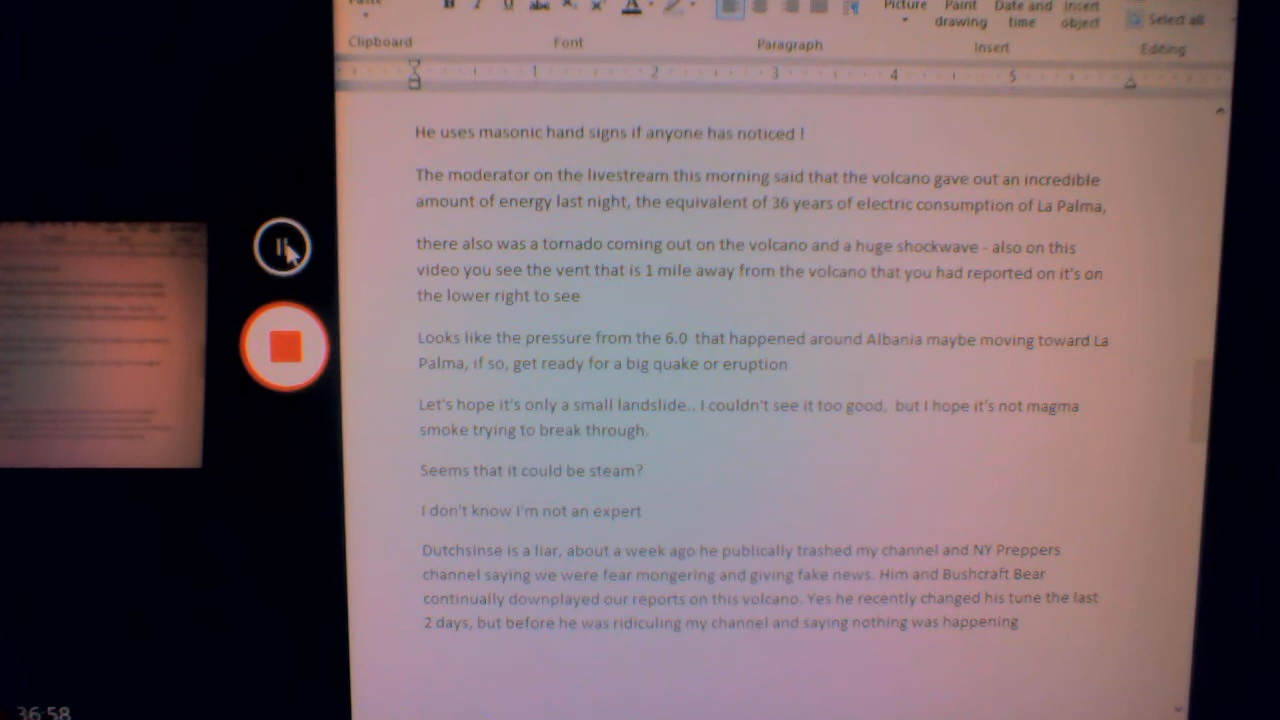 Picture Paint Date and Insert
drawing time object
Select all
Clipboard Font Paragraph Insert Editing
1 2 3 4 5
He uses masonic hand signs if anyone has noticed !
The moderator on the livestream this morning said that the volcano gave out an incredible
amount of energy last night, the equivalent of 36 years of electric consumption of La Palma,
there also was a tornado coming out on the volcano and a huge shockwave - also on this
video you see the vent that is 1 mile away from the volcano that you had reported on it's on
the lower right to see
Looks like the pressure from the 6.0 that happened around Albania maybe moving toward La
Palma, if so, get ready for a big quake or eruption
Let's hope it's only a small landslide.. I couldn't see it too good, but I hope it's not magma
smoke trying to break through.
Seems that it could be steam?
I don't know I'm not an expert
Dutchsinse is a liar, about a week ago he publically trashed my channel and NY Preppers
channel saying we were fear mongering and giving fake news. Him and Bushcraft Bear
continually downplayed our reports on this volcano. Yes he recently changed his tune the last
2 days, but before he was ridiculing my channel and saying nothing was happening
36:58